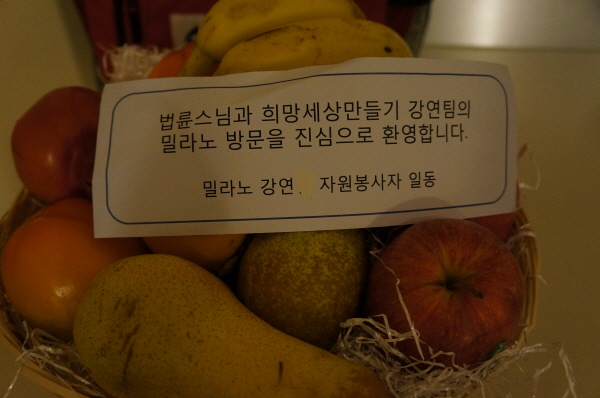 법륜스님과 희망세상만들기 강연팀의
밀라노 방문을 진심으로 환영합니다.
밀라노 강연. 자원봉사자 일동